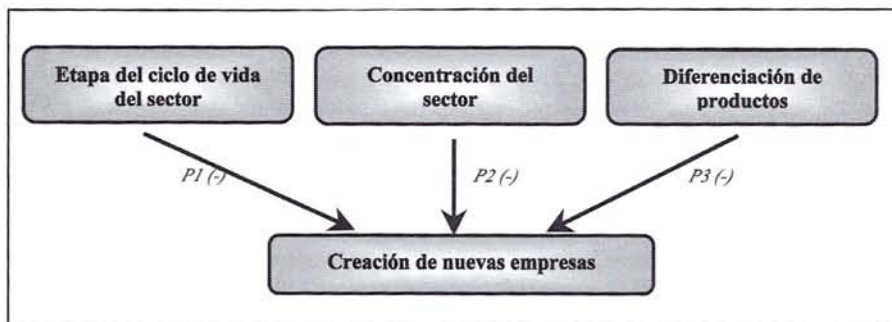 Etapa del ciclo de vida
del sector
Concentración del
sector
Diferenciación de
productos
P1 (-)
P2 (-)
P3 (-)
Creación de nuevas empresas